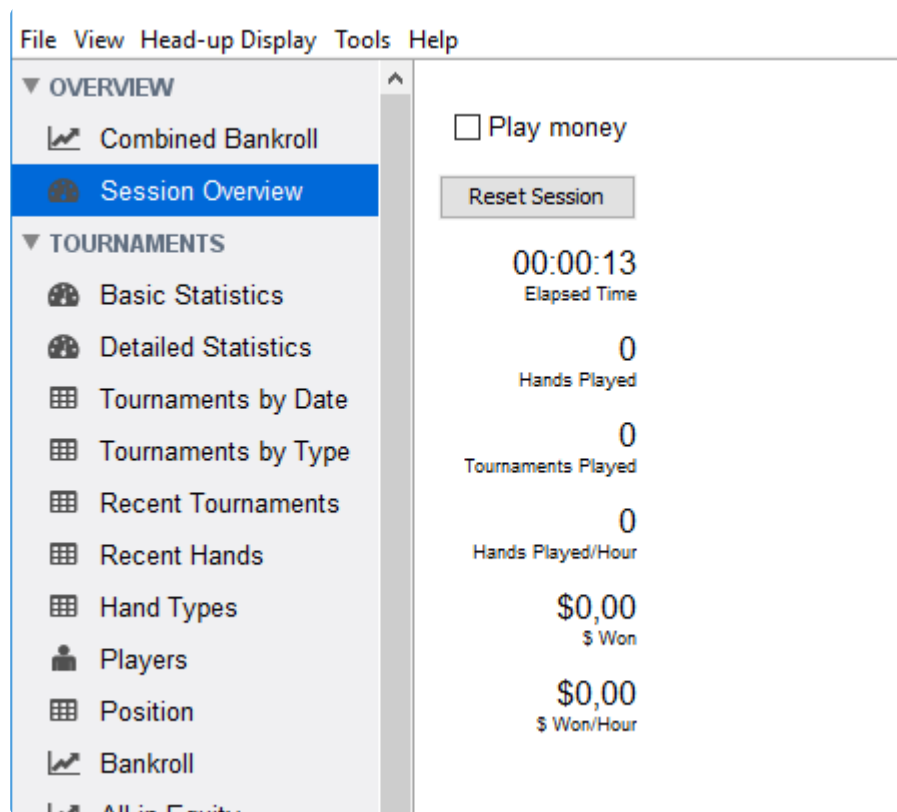 File View Head-up Display Tools Help
OVERVIEW
Combined Bankroll
Session Overview
TOURNAMENTS
Basic Statistics
Detailed Statistics
Tournaments by Date
Tournaments by Type
Recent Tournaments
Recent Hands
Hand Types
Players
Position
Bankroll
All-in Equity
Play money
Reset Session
00:00:13
Elapsed Time
0
Hands Played
0
Tournaments Played
0
Hands Played/Hour
$0,00
$ Won
$0,00
$ Won/Hour